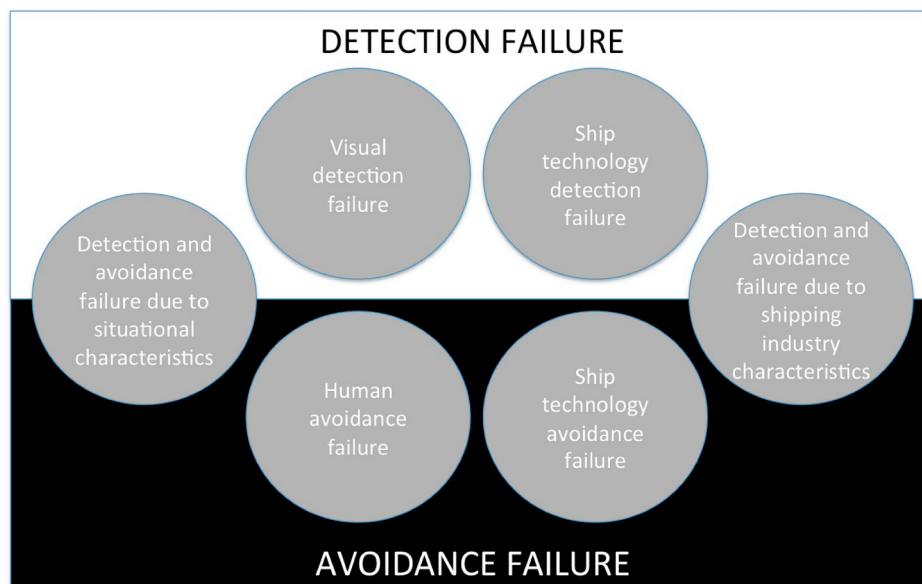 DETECTION FAILURE
Visual
detection
failure
Ship
technology
detection
failure
Detection and
avoidance
failure due to
situational
characteristics
Detection and
avoidance
failure due to
shipping
industry
characteristics
Human
avoidance
failure
Ship
technology
avoidance
failure
AVOIDANCE FAILURE